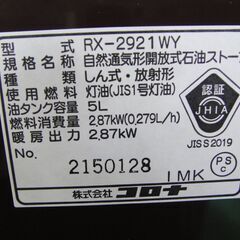 型式 RX-2921WY
規格名称 自然通気形開放式石油ストーブ
種類 しん式・放射形
使用燃料 灯油(JIS1号灯油)
油タンク容量 5L
燃料消費量 2.87kW(0.279L/h)
暖房出力 2.87kW
認証
JHIA
JIS S 2019
No.
2150128
IMK
PS
C
株式会社コロナ